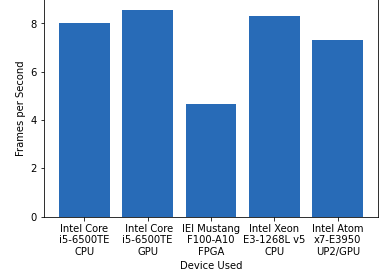 8
6
4
2
0
Frames per Second
Intel Core
i5-6500TE
CPU
Intel Core
i5-6500TE
GPU
IEI Mustang
F100-A10
FPGA
Intel Xeon
E3-1268L v5
CPU
Intel Atom
x7-E3950
UP2/GPU
Device Used